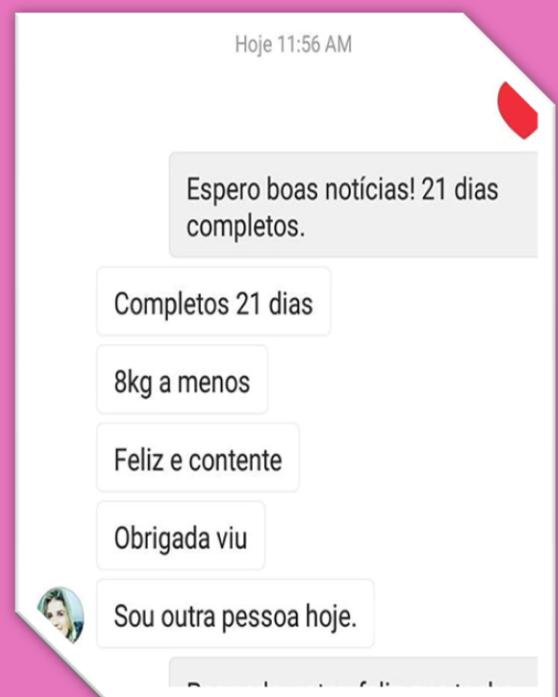 Hoje 11:56 AM
Espero boas notícias! 21 dias
completos.
Completos 21 dias
8kg a menos
Feliz e contente
Obrigada viu
Sou outra pessoa hoje.